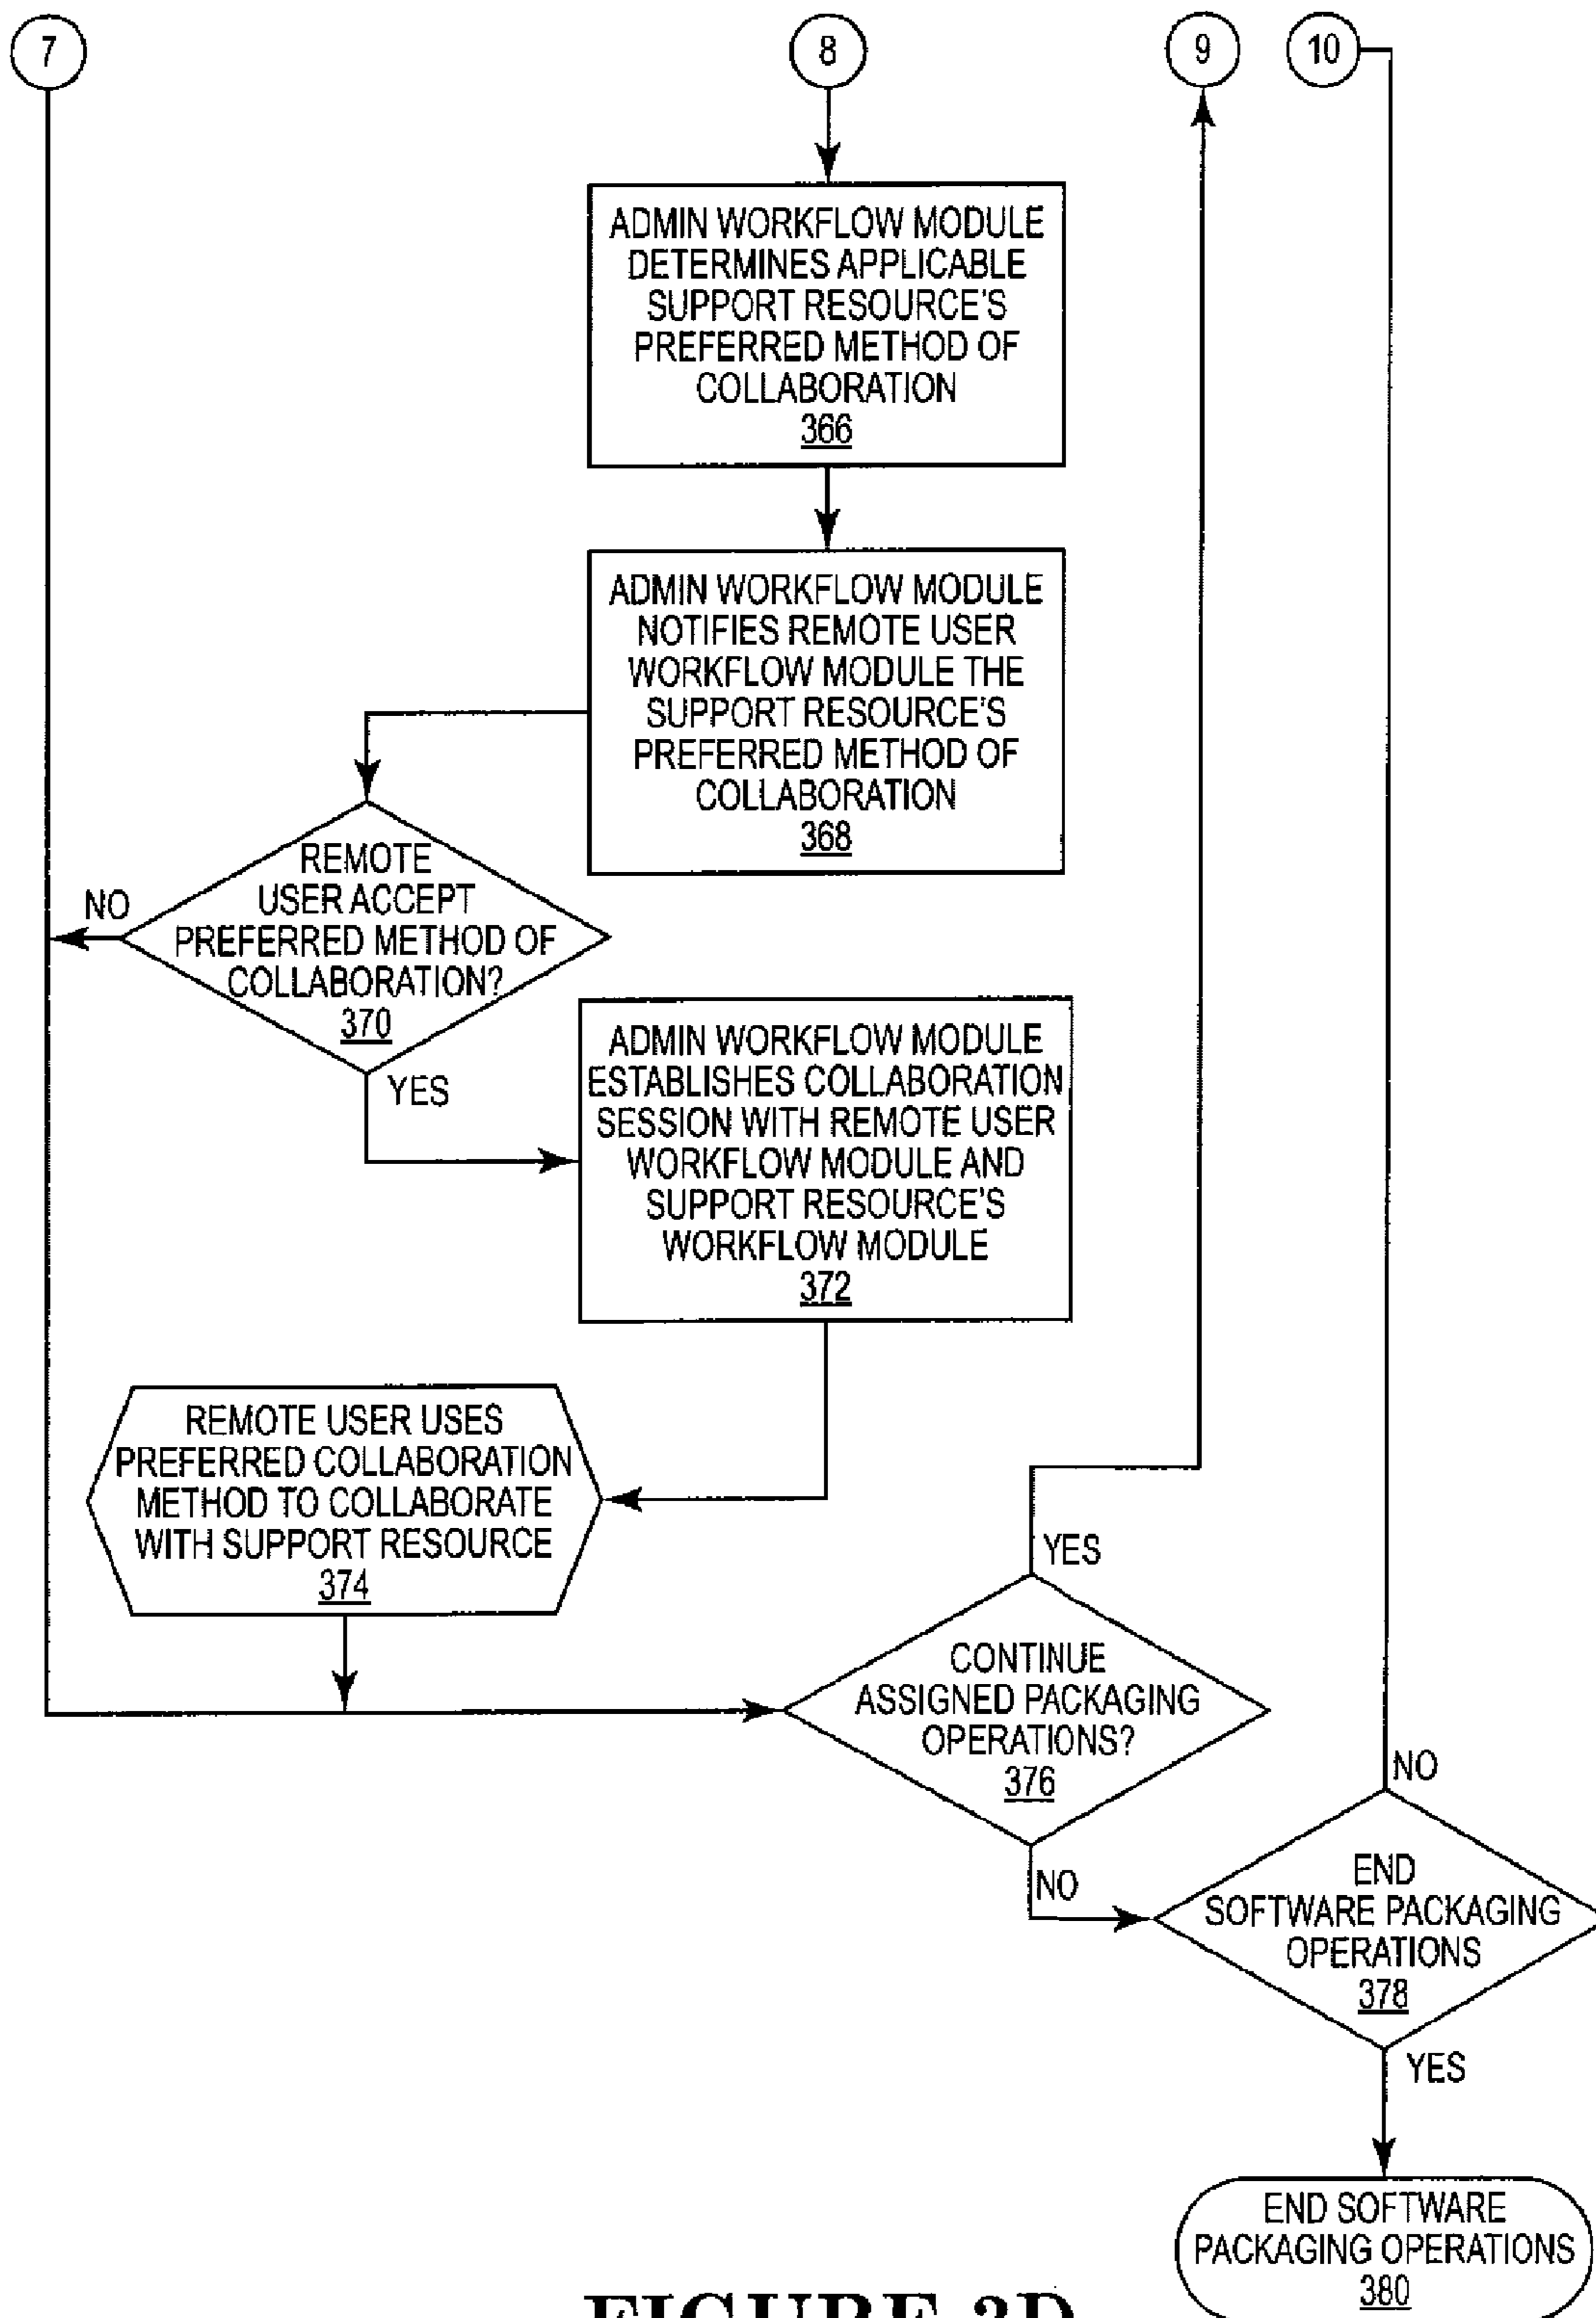 7
8
9
10
ADMIN WORKFLOW MODULE
DETERMINES APPLICABLE
SUPPORT RESOURCE'S
PREFERRED METHOD OF
COLLABORATION
366
ADMIN WORKFLOW MODULE
NOTIFIES REMOTE USER
WORKFLOW MODULE THE
SUPPORT RESOURCE'S
PREFERRED METHOD OF
COLLABORATION
368
REMOTE
USER ACCEPT
PREFERRED METHOD OF
COLLABORATION?
370
NO
YES
ADMIN WORKFLOW MODULE
ESTABLISHES COLLABORATION
SESSION WITH REMOTE USER
WORKFLOW MODULE AND
SUPPORT RESOURCE'S
WORKFLOW MODULE
372
REMOTE USER USES
PREFERRED COLLABORATION
METHOD TO COLLABORATE
WITH SUPPORT RESOURCE
374
YES
CONTINUE
ASSIGNED PACKAGING
OPERATIONS?
376
NO
NO
END
SOFTWARE PACKAGING
OPERATIONS
378
YES
END SOFTWARE
PACKAGING OPERATIONS
380
FIGURE 3D